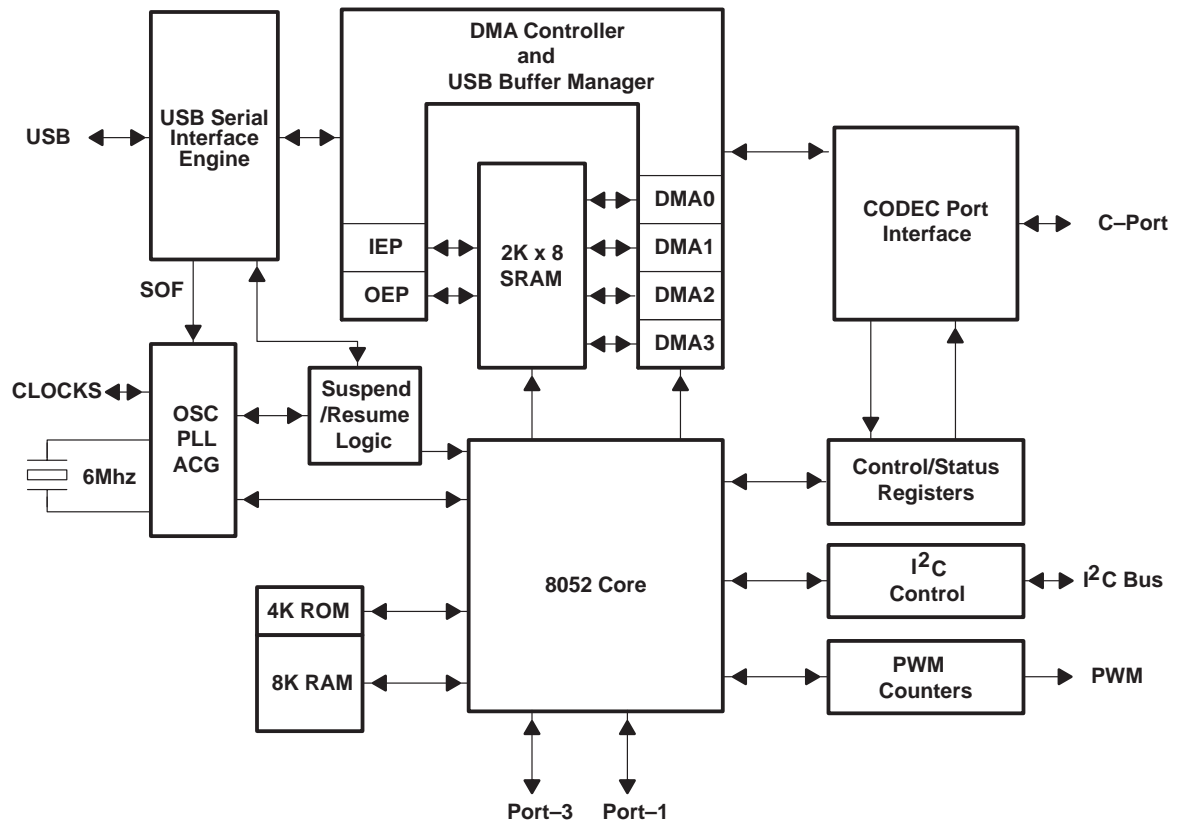 DMA Controller
and
USB Buffer Manager
USB
USB Serial
Interface
Engine
CODEC Port
Interface
C–Port
2K x 8
SRAM
DMA0
DMA1
DMA2
DMA3
IEP
OEP
SOF
CLOCKS
OSC
PLL
ACG
6Mhz
Suspend
/Resume
Logic
Control/Status
Registers
8052 Core
I²C
Control
I²C Bus
4K ROM
8K RAM
PWM
Counters
PWM
Port–3
Port–1